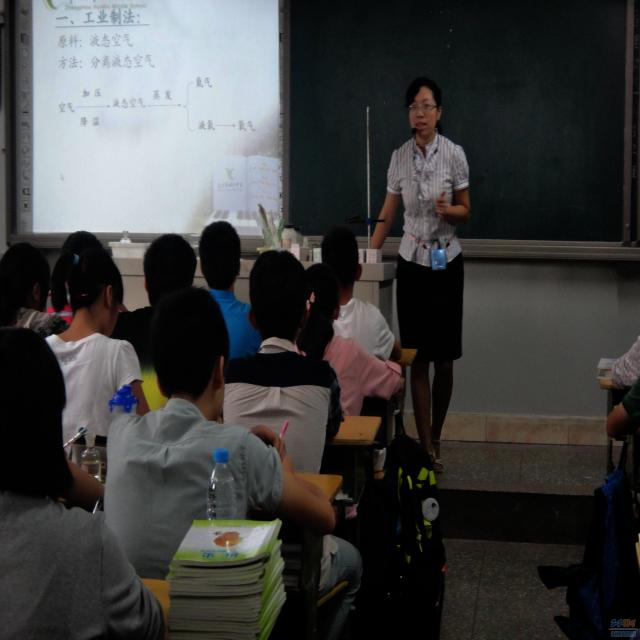 一、工业制法：
原料：液态空气
方法：分离液态空气
氮气
加压 蒸发
空气 液态空气
液氧 氧气
降温